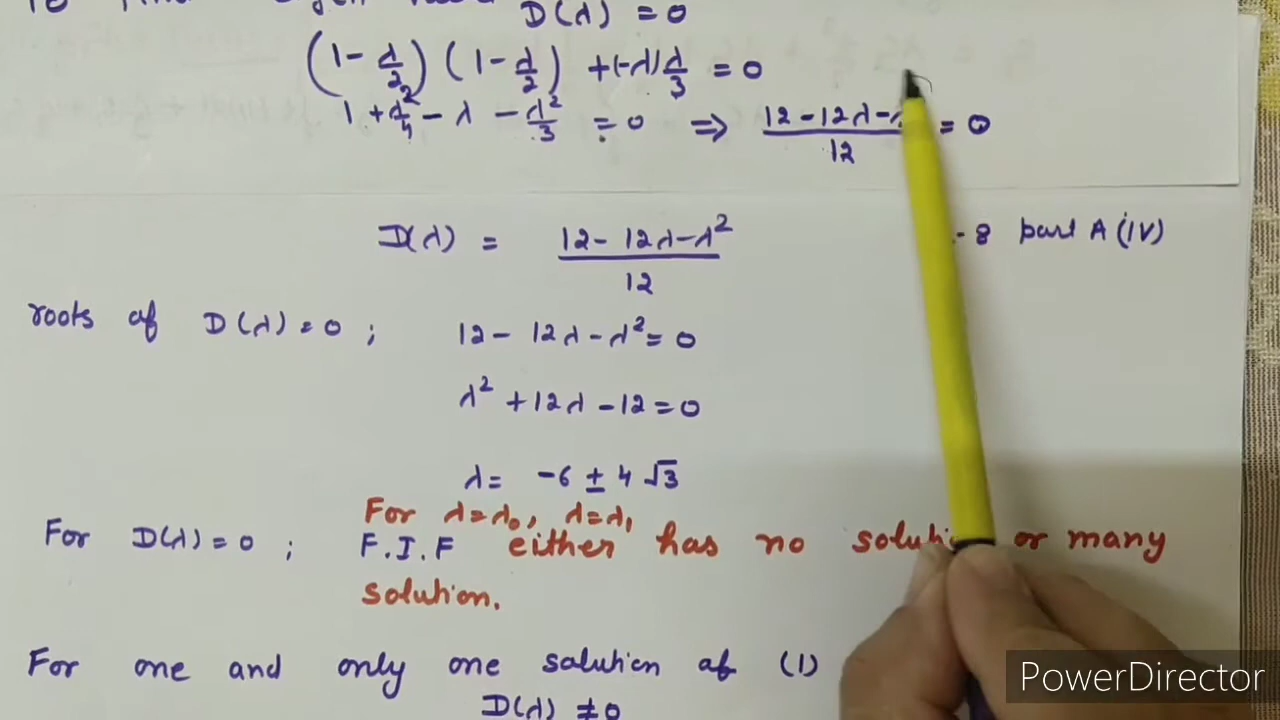 D(λ) = 0
(1 - λ/2) (1 - λ/2) + (-λ) λ/3 = 0
1 + λ²/4 - λ - λ²/3 = 0 ⇒ 12 - 12λ - λ / 12 = 0
D(λ) = 12 - 12λ - λ² / 12
- 8 part A (IV)
roots of D(λ) = 0 ; 12 - 12λ - λ² = 0
λ² + 12λ - 12 = 0
λ = -6 ± 4 √3
For λ = λ₀, λ = λ₁
For D(λ) = 0 ; F.I.F either has no or many
solution.
For one and only one solution of (1)
D(λ) ≠ 0
PowerDirector